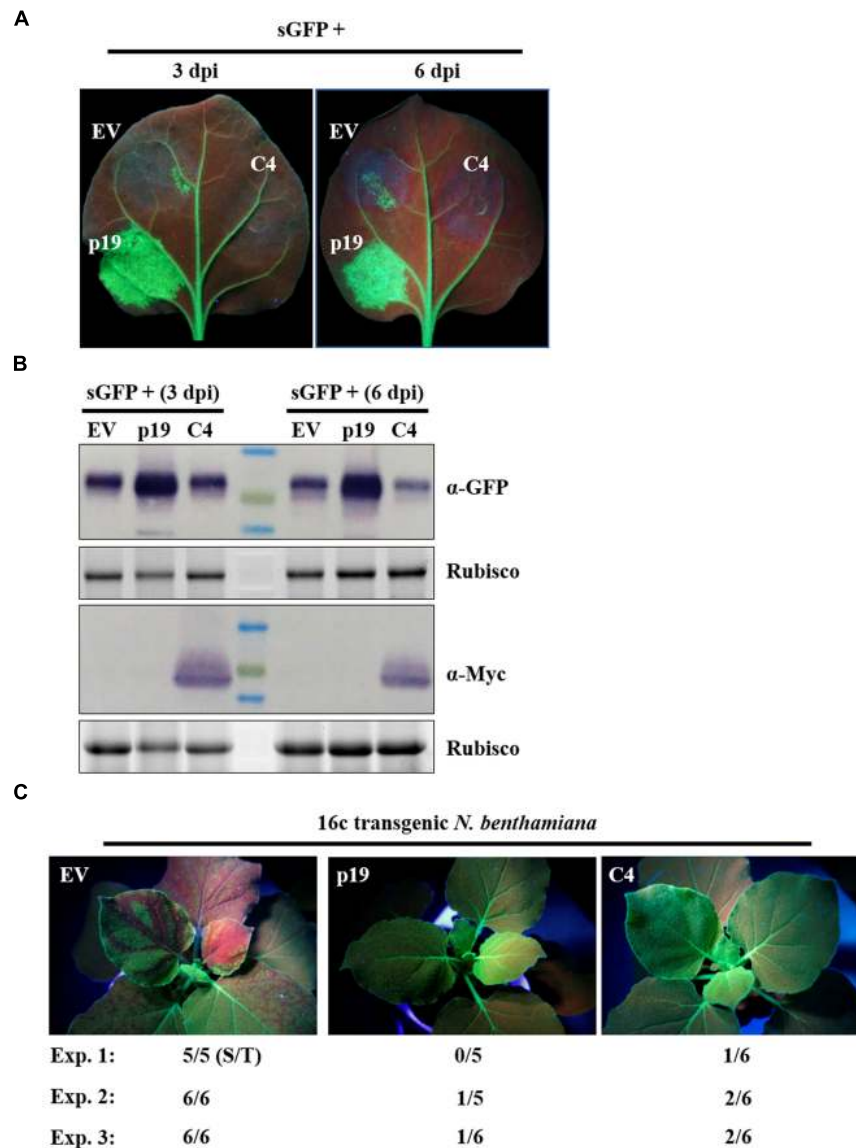 A
sGFP +
3 dpi 6 dpi
EV C4 p19
EV C4 p19
B
sGFP + (3 dpi) sGFP + (6 dpi)
EV p19 C4 EV p19 C4
α-GFP
Rubisco
α-Myc
Rubisco
C
16c transgenic N. benthamiana
EV p19 C4
Exp. 1: 5/5 (S/T) 0/5 1/6
Exp. 2: 6/6 1/5 2/6
Exp. 3: 6/6 1/6 2/6